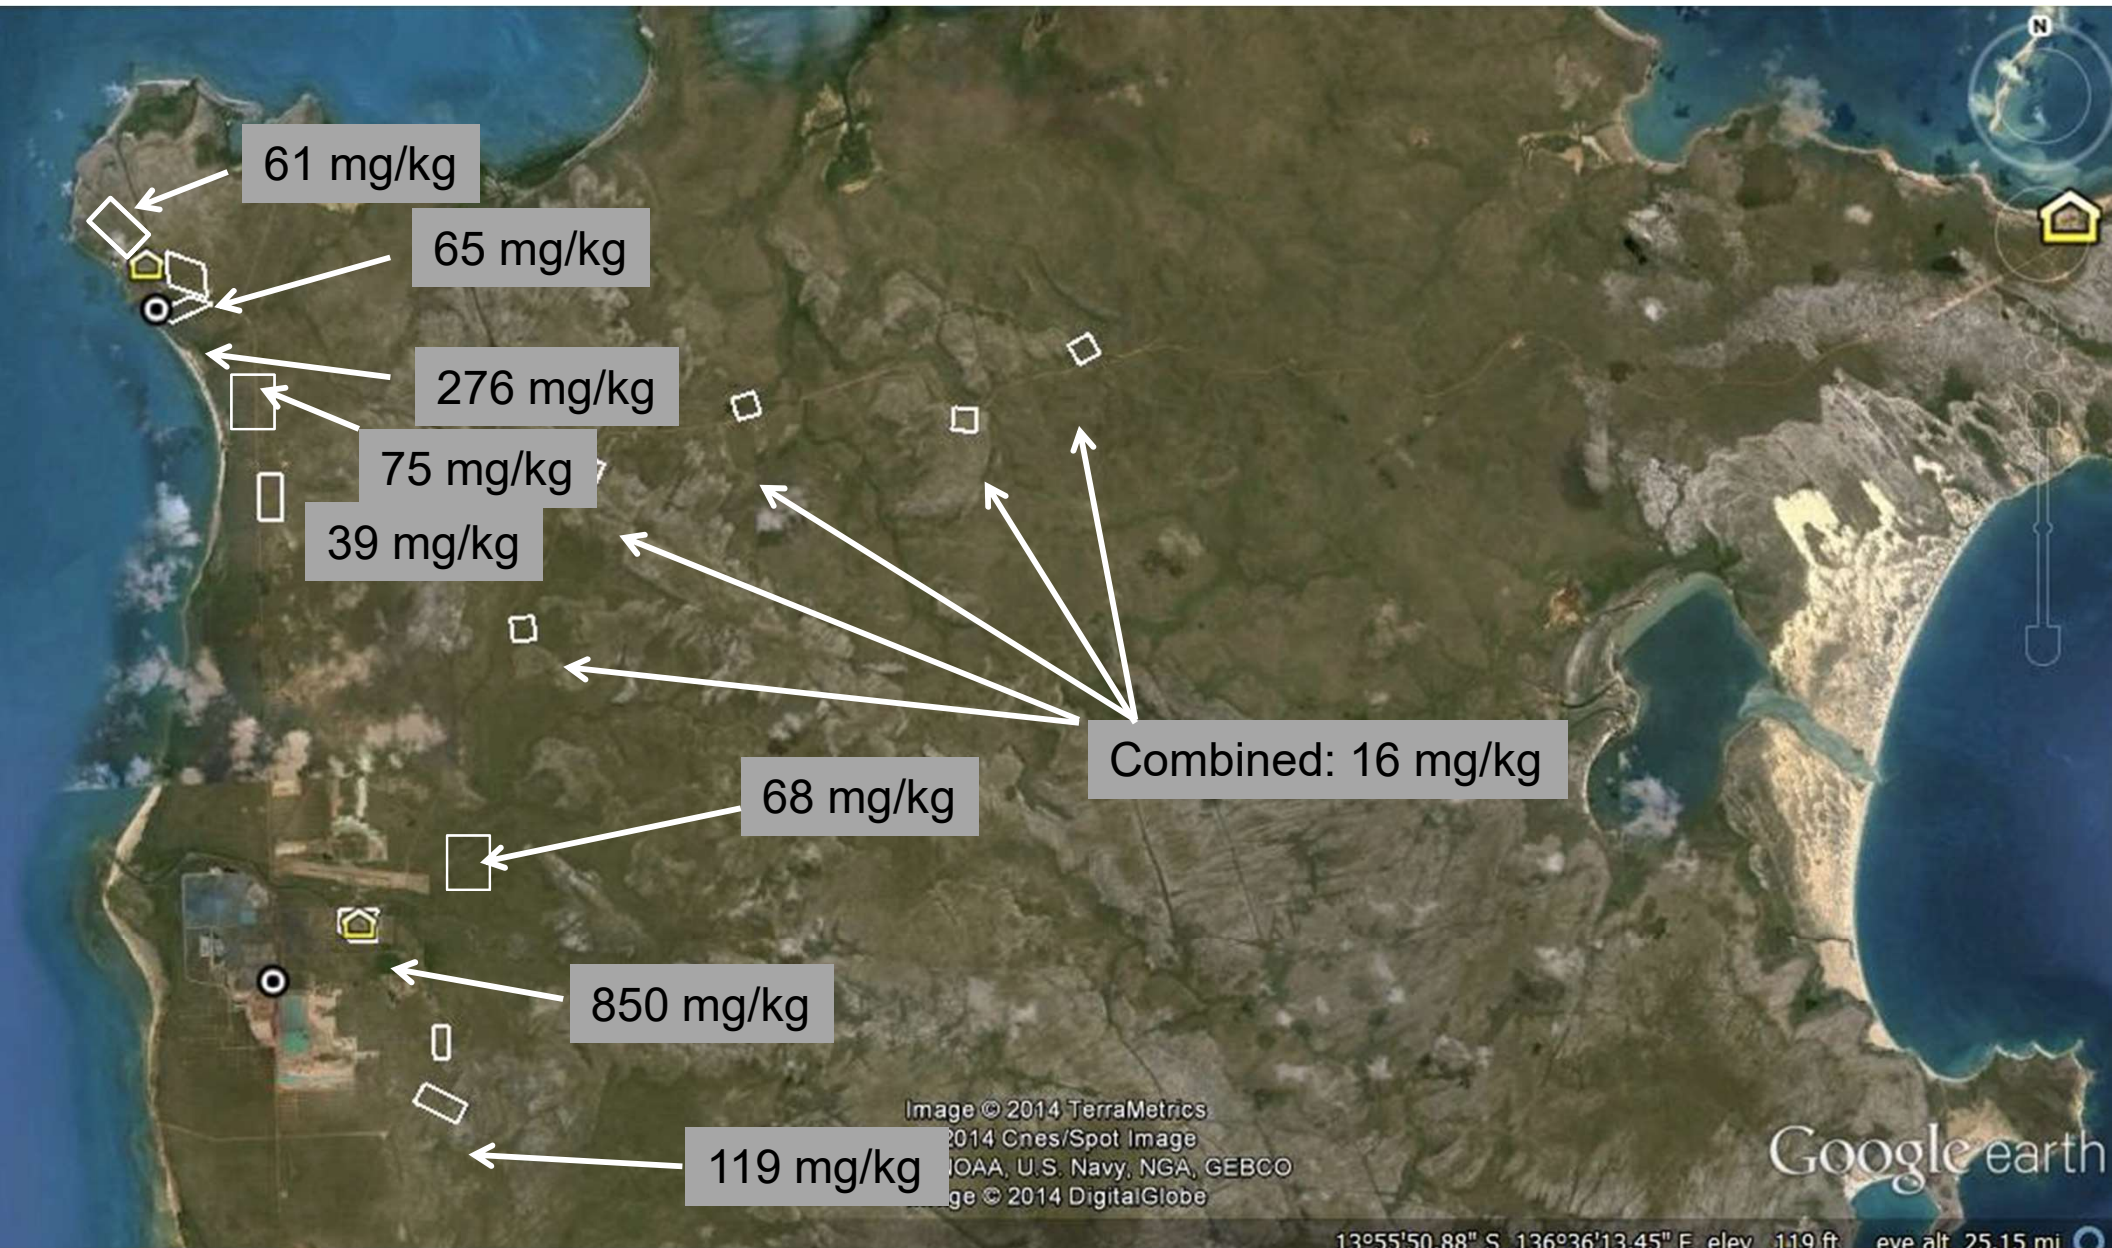 N
61 mg/kg
65 mg/kg
276 mg/kg
75 mg/kg
39 mg/kg
Combined: 16 mg/kg
68 mg/kg
850 mg/kg
119 mg/kg
Image © 2014 TerraMetrics
2014 Cnes/Spot Image
NOAA, U.S. Navy, NGA, GEBCO
ge © 2014 DigitalGlobe
Google earth
13°55'50.88" S 136°36'13.45" E elev 119 ft eye alt 25.15 mi